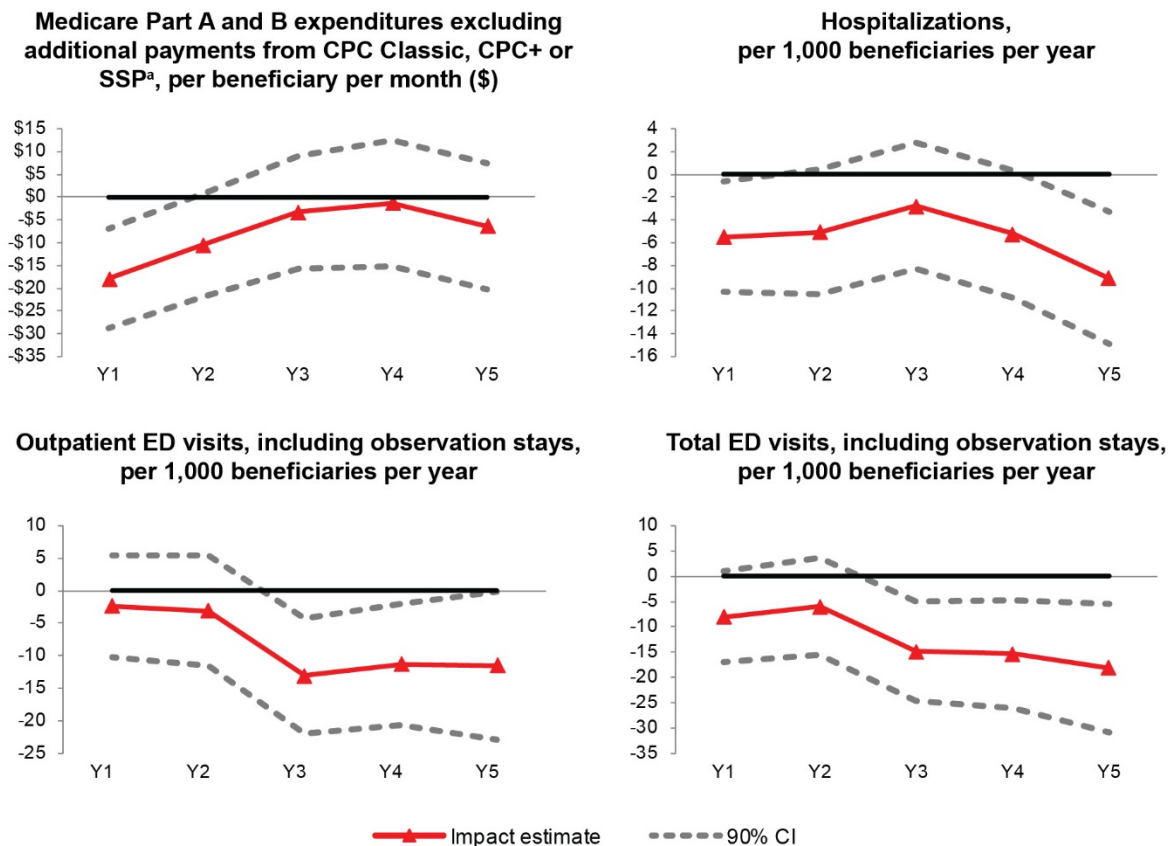 Medicare Part A and B expenditures excluding
additional payments from CPC Classic, CPC+ or
SSPᵃ, per beneficiary per month ($)
$15
$10
$5
$0
-$5
-$10
-$15
-$20
-$25
-$30
-$35
Y1 Y2 Y3 Y4 Y5
Hospitalizations,
per 1,000 beneficiaries per year
4
2
0
-2
-4
-6
-8
-10
-12
-14
-16
Y1 Y2 Y3 Y4 Y5
Outpatient ED visits, including observation stays,
per 1,000 beneficiaries per year
10
5
0
-5
-10
-15
-20
-25
Y1 Y2 Y3 Y4 Y5
Total ED visits, including observation stays,
per 1,000 beneficiaries per year
10
5
0
-5
-10
-15
-20
-25
-30
-35
Y1 Y2 Y3 Y4 Y5
Impact estimate 90% CI